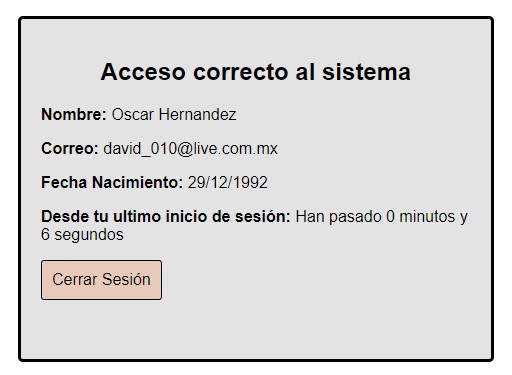 Acceso correcto al sistema
Nombre: Oscar Hernandez
Correo: david_010@live.com.mx
Fecha Nacimiento: 29/12/1992
Desde tu ultimo inicio de sesión: Han pasado 0 minutos y
6 segundos
Cerrar Sesión